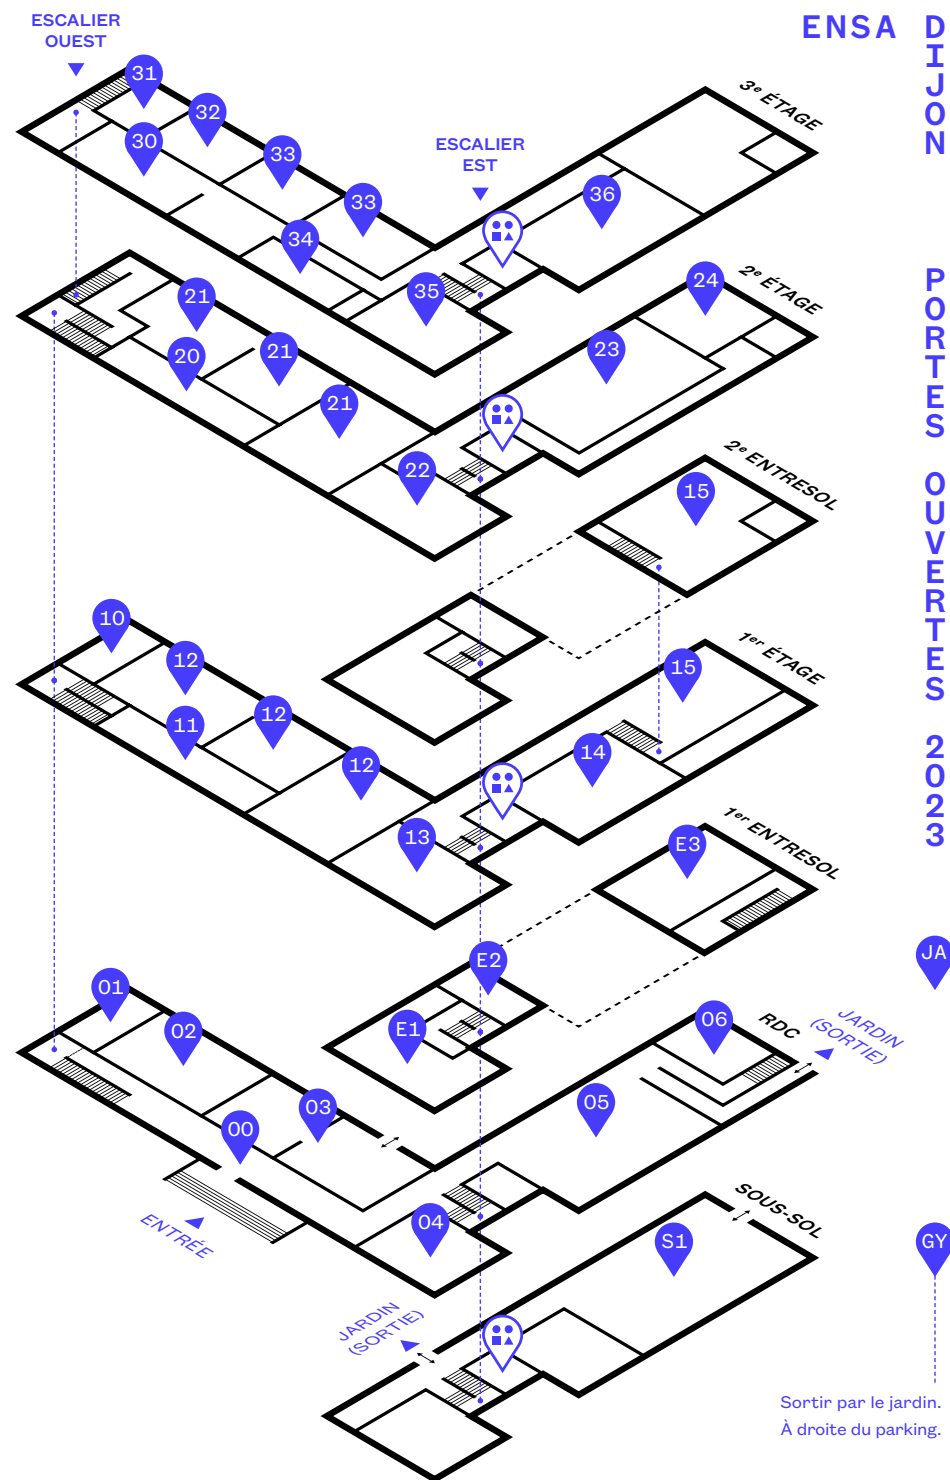 ENSA DIJON
PORTES OUVERTES 2023
ESCALIER
OUEST
ESCALIER
EST
3e ÉTAGE
31
32
30
33
33
34
35
36
2e ÉTAGE
21
20
21
21
22
23
24
2e ENTRESOL
15
1er ÉTAGE
10
12
11
12
12
13
14
15
1er ENTRESOL
E3
E2
E1
RDC
JARDIN
(SORTIE)
01
02
03
00
04
05
06
ENTRÉE
SOUS-SOL
S1
JARDIN
(SORTIE)
JA
GY
Sortir par le jardin.
À droite du parking.